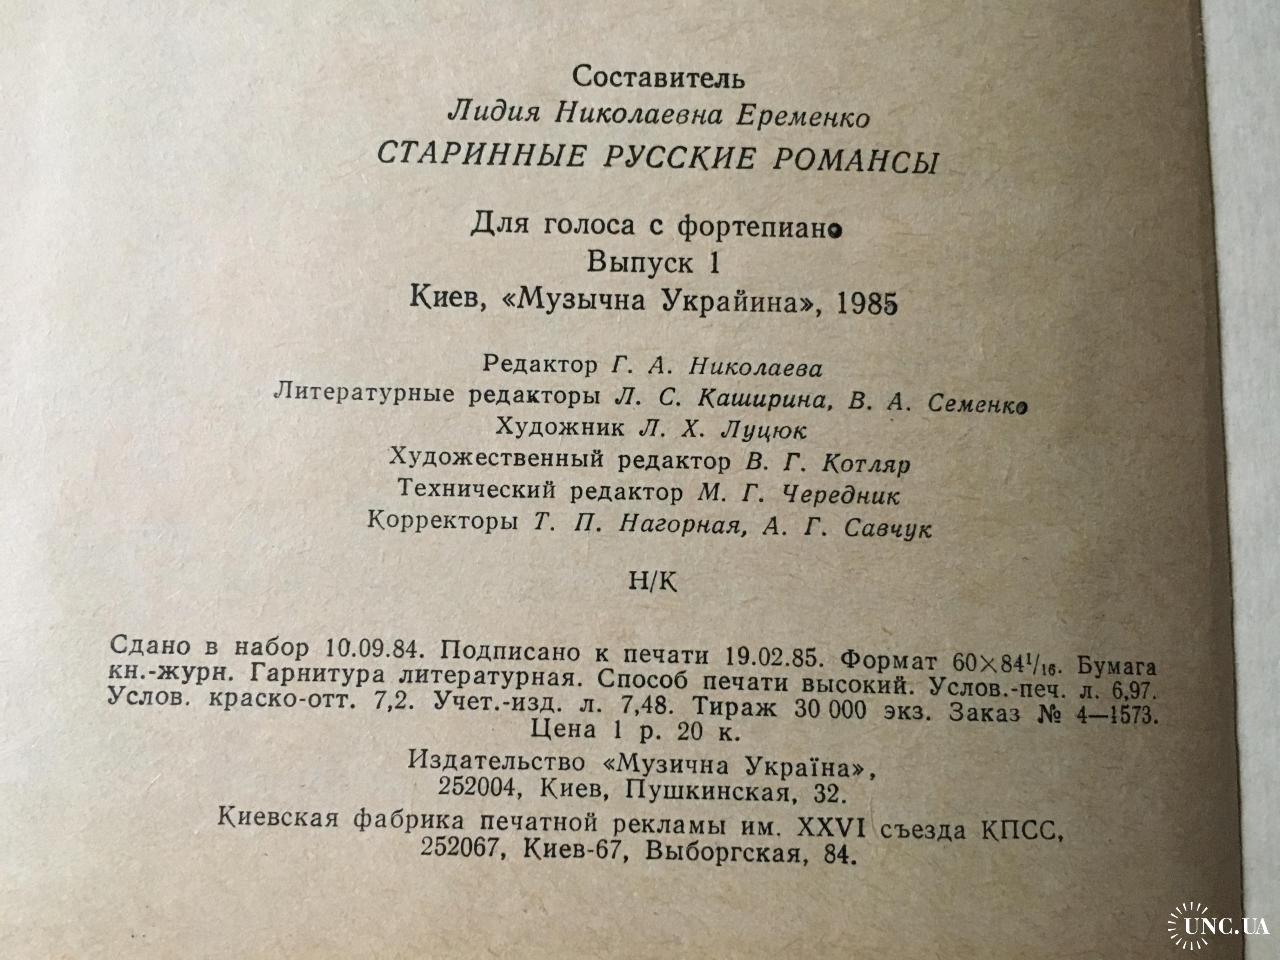 Составитель
Лидия Николаевна Еременко
СТАРИННЫЕ РУССКИЕ РОМАНСЫ
Для голоса с фортепиано
Выпуск 1
Киев, «Музычна Украйина», 1985
Редактор Г. А. Николаева
Литературные редакторы Л. С. Каширина, В. А. Семенко
Художник Л. Х. Луцюк
Художественный редактор В. Г. Котляр
Технический редактор М. Г. Чередник
Корректоры Т. П. Нагорная, А. Г. Савчук
Н/К
Сдано в набор 10.09.84. Подписано к печати 19.02.85. Формат 60×84¹/₁₆. Бумага
кн.-журн. Гарнитура литературная. Способ печати высокий. Услов.-печ. л. 6,97.
Услов. краско-отт. 7,2. Учет.-изд. л. 7,48. Тираж 30 000 экз. Заказ № 4—1573.
Цена 1 р. 20 к.
Издательство «Музична Україна»,
252004, Киев, Пушкинская, 32.
Киевская фабрика печатной рекламы им. XXVI съезда КПСС,
252067, Киев-67, Выборгская, 84.
UNC.UA